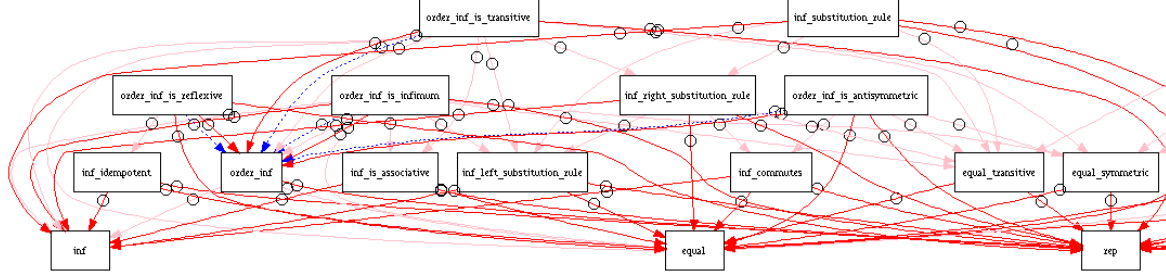 order_inf_is_transitive
inf_substitution_rule
order_inf_is_reflexive
order_inf_is_infimum
inf_right_substitution_rule
order_inf_is_antisymmetric
inf_idempotent
order_inf
inf_is_associative
inf_left_substitution_rule
inf_commutes
equal_transitive
equal_symmetric
inf
equal
rep